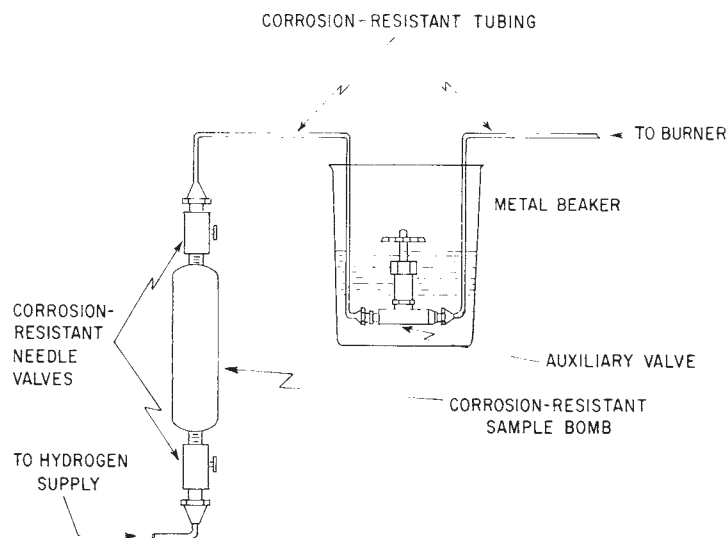 CORROSION-RESISTANT TUBING
TO BURNER
METAL BEAKER
CORROSION-
RESISTANT
NEEDLE
VALVES
AUXILIARY VALVE
CORROSION-RESISTANT
SAMPLE BOMB
TO HYDROGEN
SUPPLY